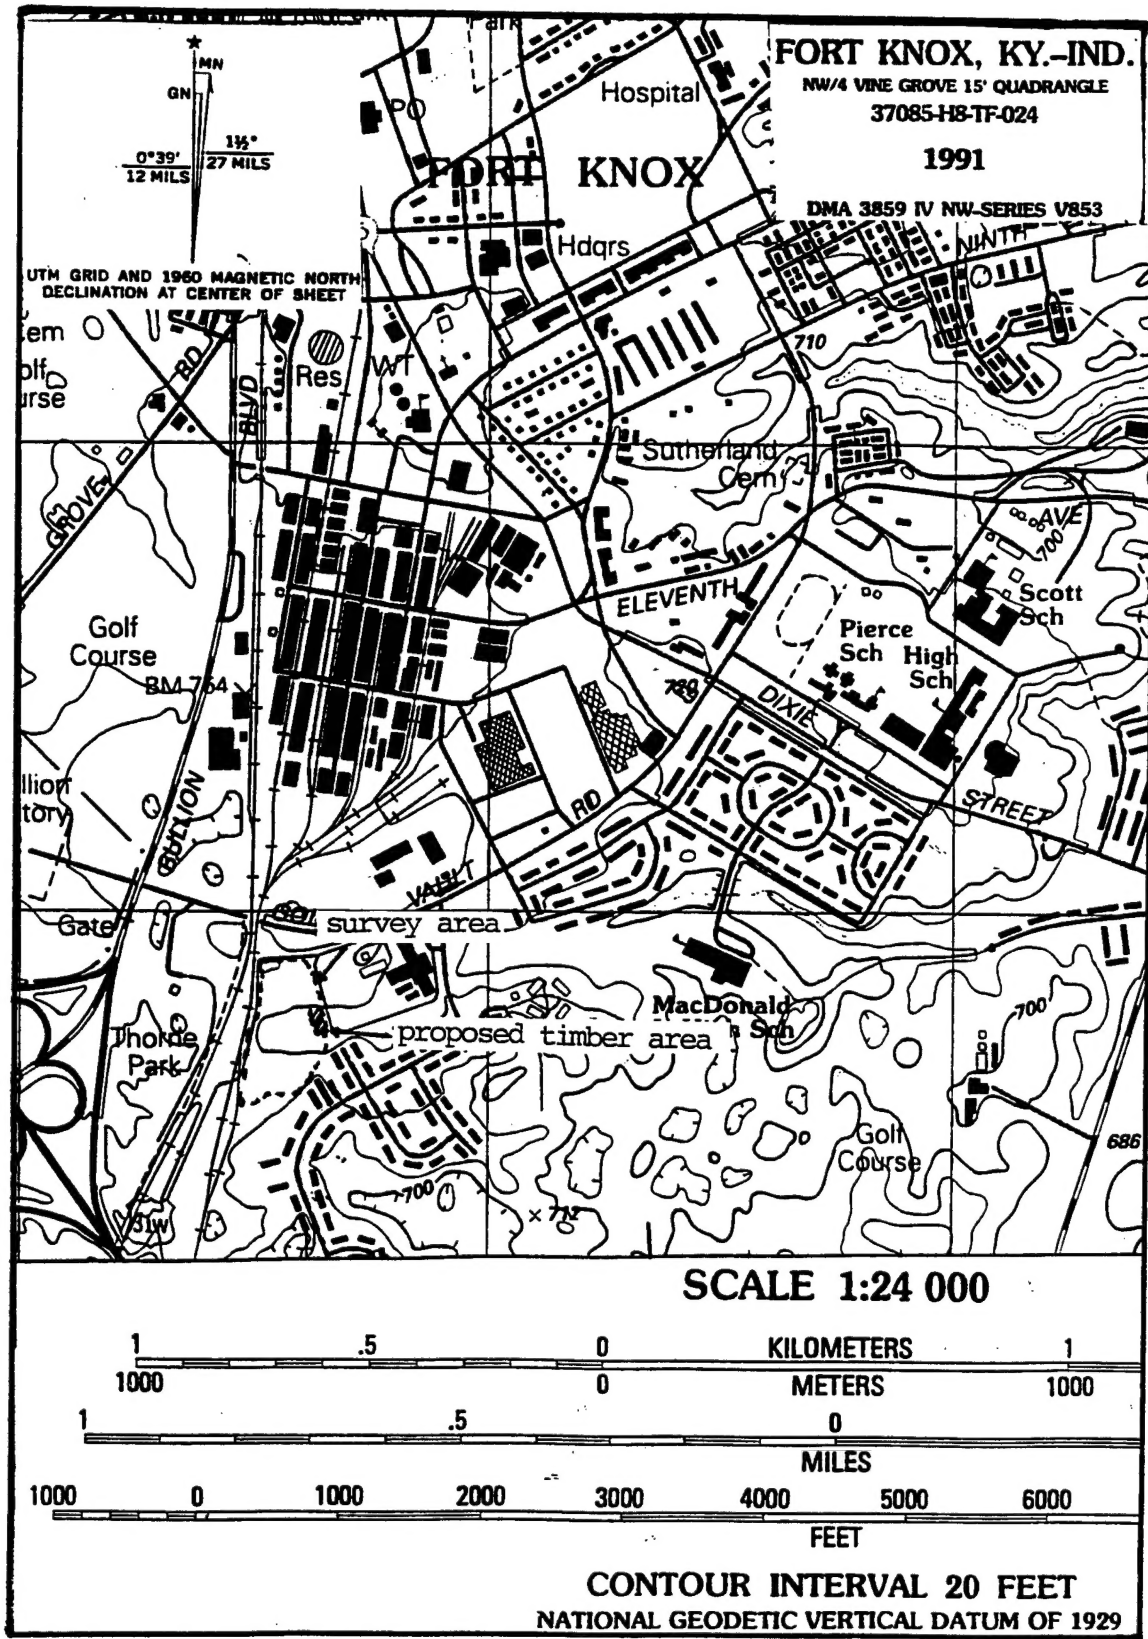 Park
MN
GN
0°39'
12 MILS
1½°
27 MILS
UTM GRID AND 1960 MAGNETIC NORTH
DECLINATION AT CENTER OF SHEET
FORT KNOX, KY.-IND.
NW/4 VINE GROVE 15' QUADRANGLE
37085-H8-TF-024
1991
DMA 3859 IV NW-SERIES V853
PO
Hospital
FORT KNOX
Hdqrs
NINTH
710
RD
BLVD
Res
WT
GROVE
Sutherland
Cem
AVE
700
ELEVENTH
Scott
Sch
Pierce
Sch
High
Sch
Golf
Course
BM 764
DIXIE
STREET
RD
BULLION
VAULT
Gate
survey area
MacDonald
Sch
proposed timber area
Thorne
Park
700
Golf
Course
686
700
712
31W
SCALE 1:24 000
1 .5 0 KILOMETERS 1
1000 0 METERS 1000
1 .5 0
MILES
1000 0 1000 2000 3000 4000 5000 6000
FEET
CONTOUR INTERVAL 20 FEET
NATIONAL GEODETIC VERTICAL DATUM OF 1929